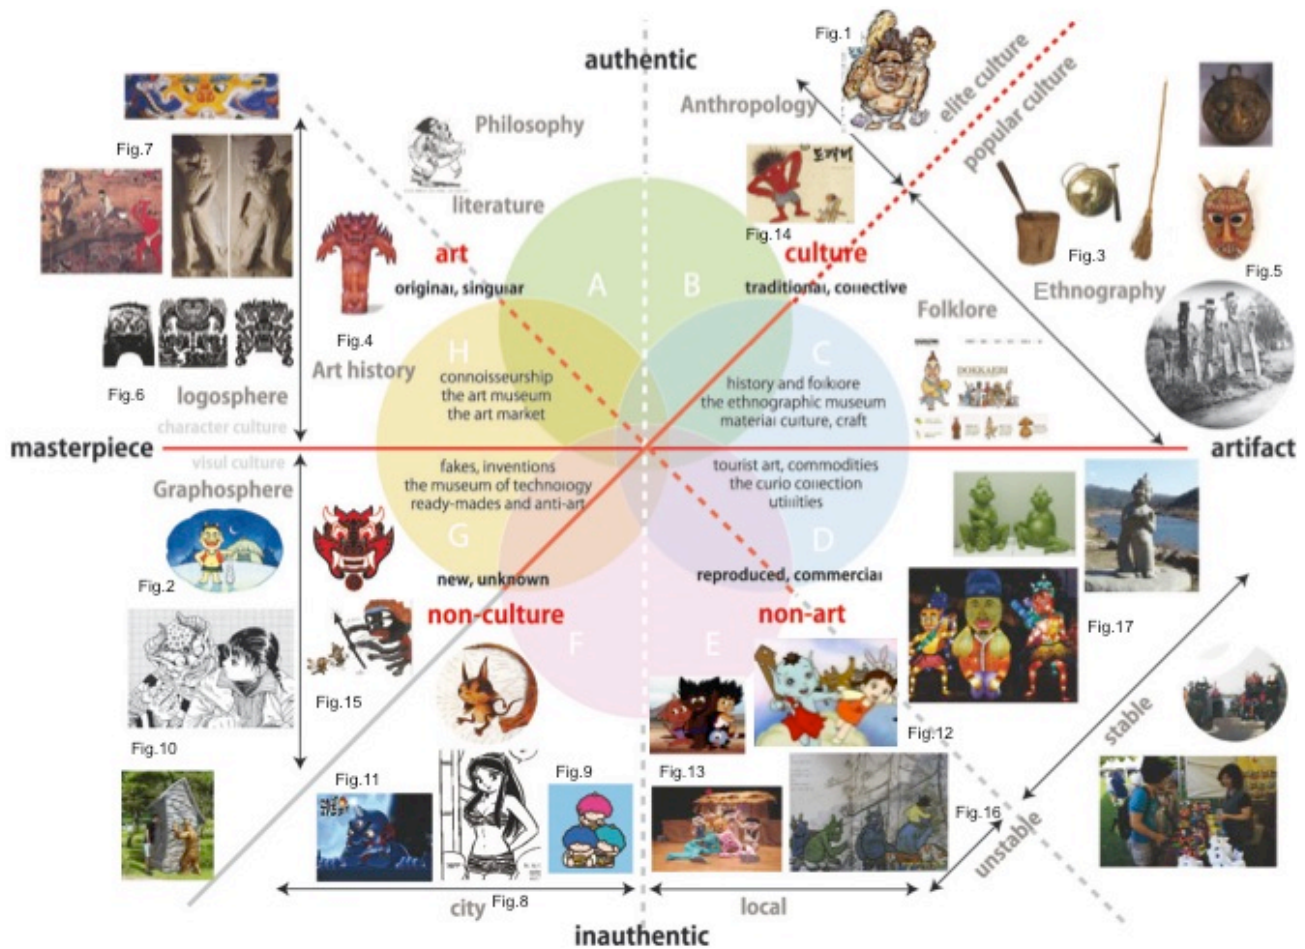 Fig.1
authentic
elite culture
popular culture
Anthropology
Philosophy
Fig.7
도깨비
literature
Fig.14
Fig.3
Fig.5
art
culture
original, singular
traditional, collective
Ethnography
A
B
Folklore
Fig.4
Art history
H
C
DOKKAEBI
Fig.6
logosphere
connoisseurship
the art museum
the art market
history and folklore
the ethnographic museum
material culture, craft
character culture
masterpiece
artifact
visul culture
Graphosphere
fakes, inventions
the museum of technology
ready-mades and anti-art
tourist art, commodities
the curio collection
utilities
G
D
Fig.2
new, unknown
reproduced, commercial
non-culture
non-art
F
E
Fig.17
Fig.15
stable
Fig.10
Fig.12
Fig.11
Fig.9
Fig.13
Fig.16
unstable
city
Fig.8
local
inauthentic